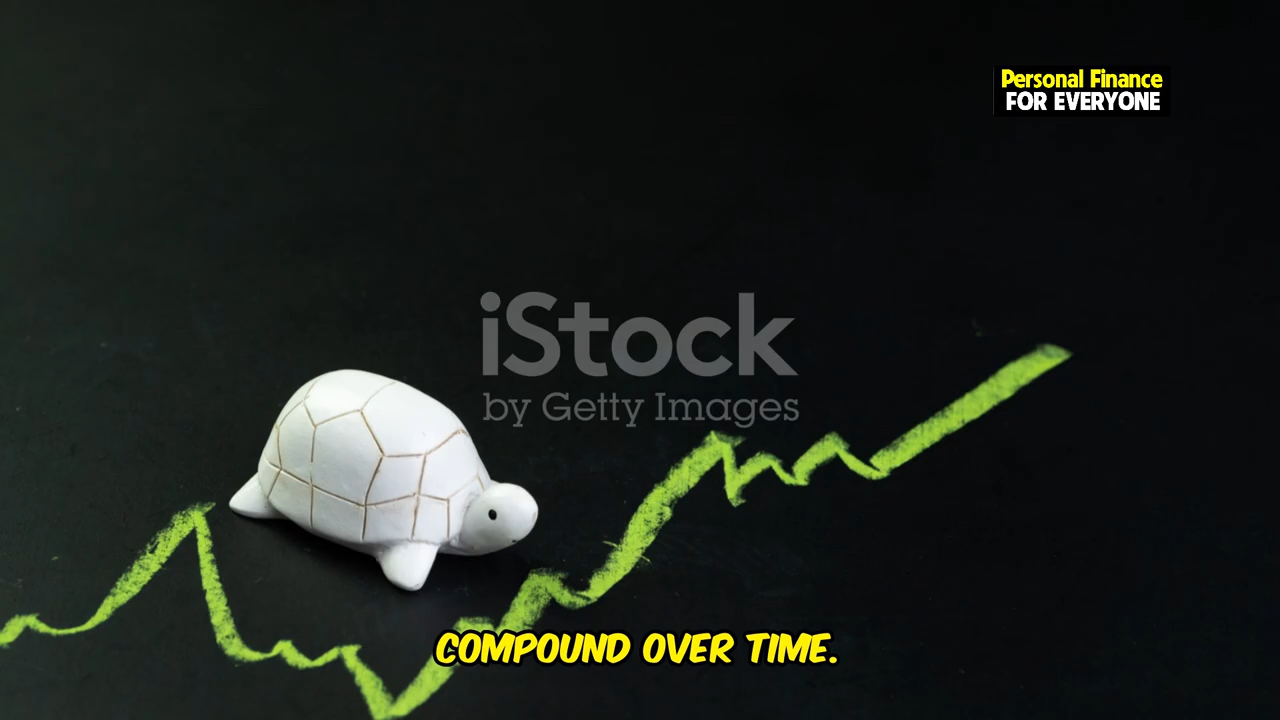 Personal Finance
FOR EVERYONE
iStock
by Getty Images
COMPOUND OVER TIME.